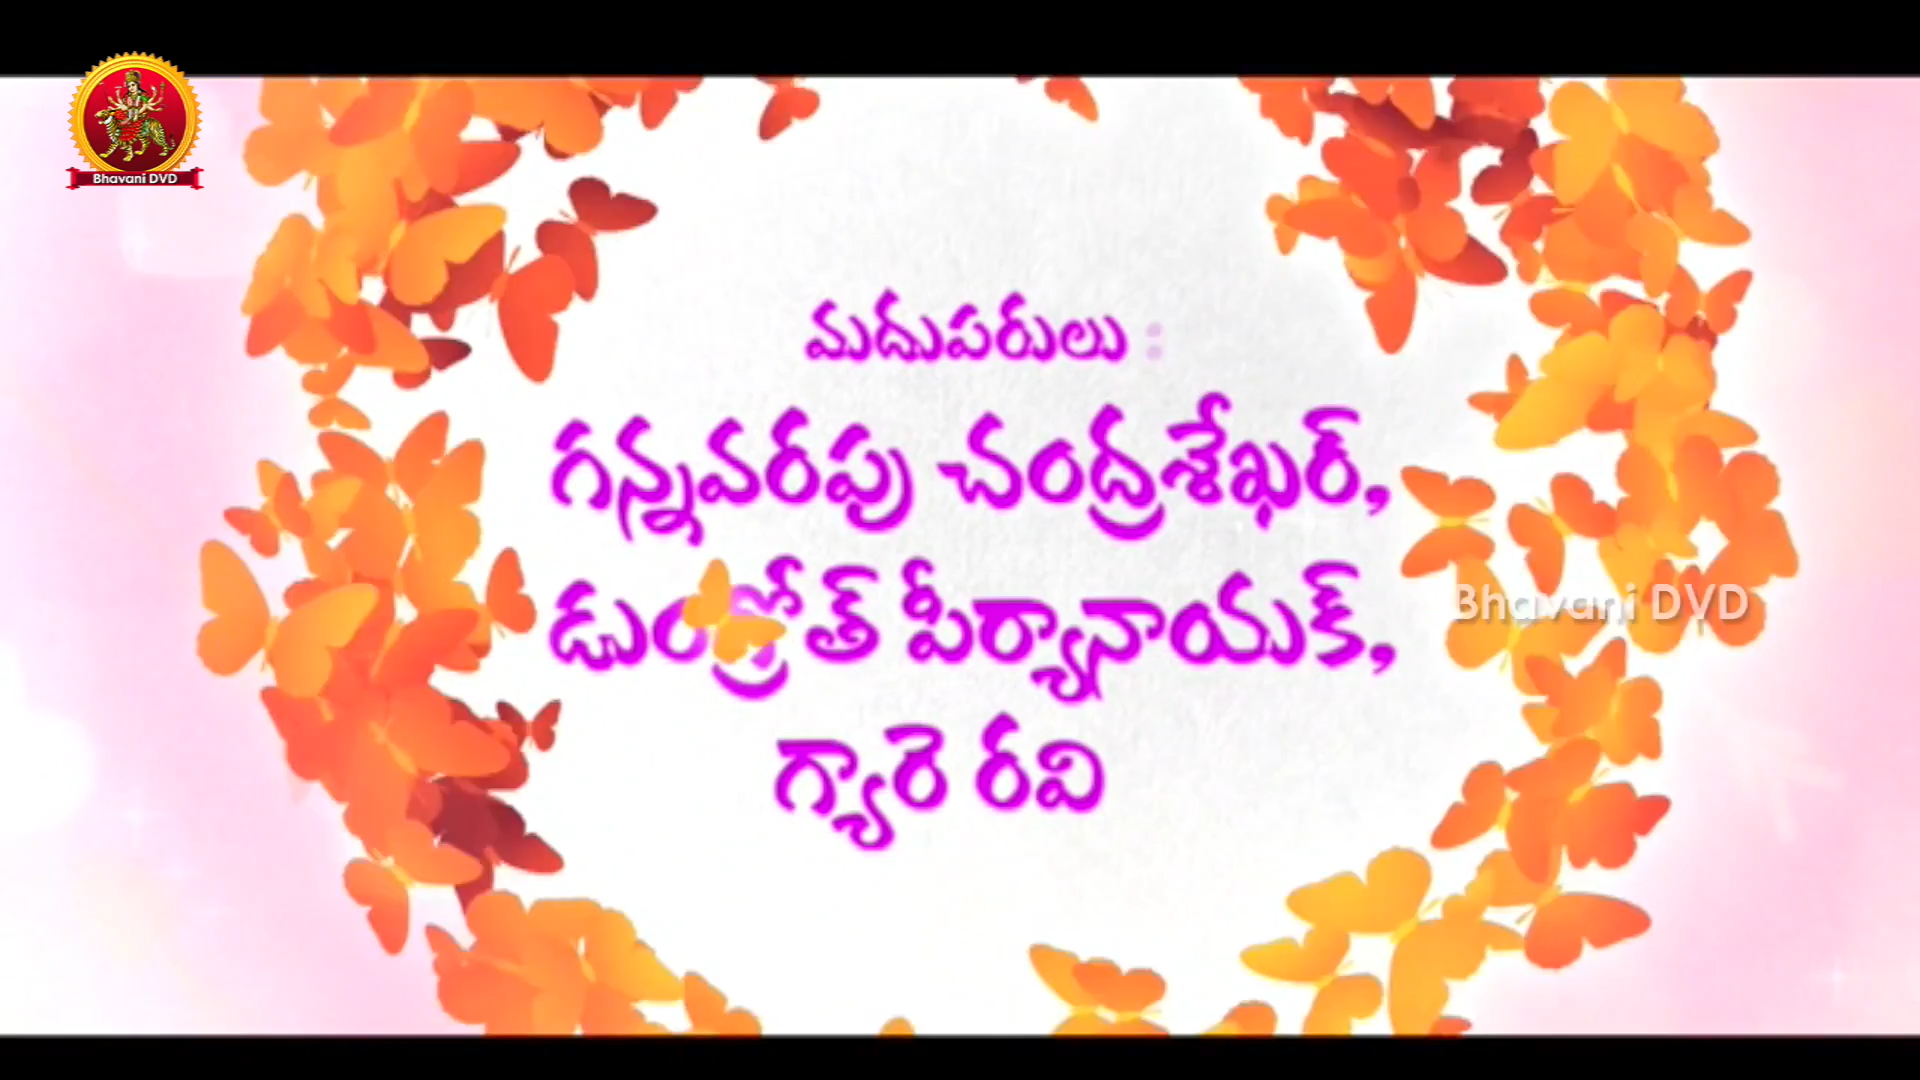 Bhavani DVD
మదుపరులు :
గన్నవరపు చంద్రశేఖర్,
పీర్యానాయక్,
గ్యారె రవి
Bhavani DVD